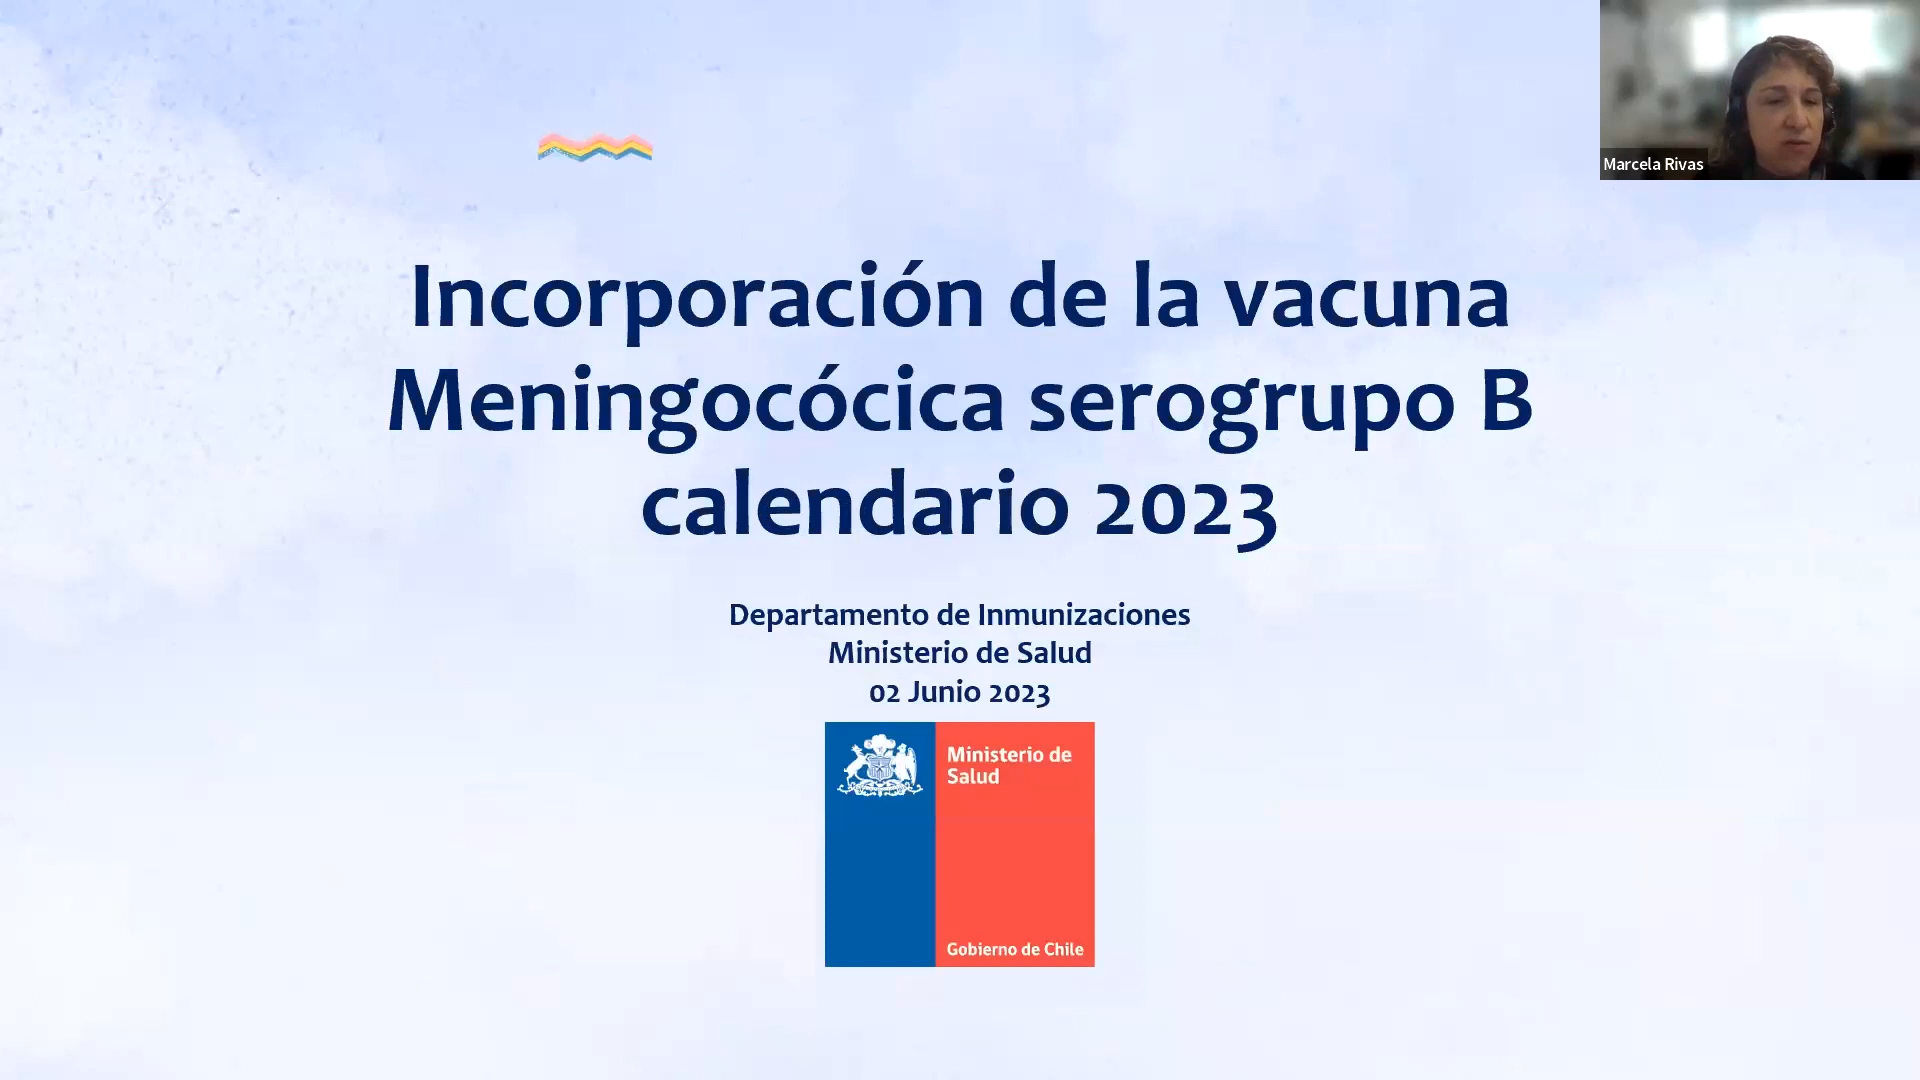 Marcela Rivas
Incorporación de la vacuna
Meningocócica serogrupo B
calendario 2023
Departamento de Inmunizaciones
Ministerio de Salud
02 Junio 2023
Ministerio de
Salud
Gobierno de Chile